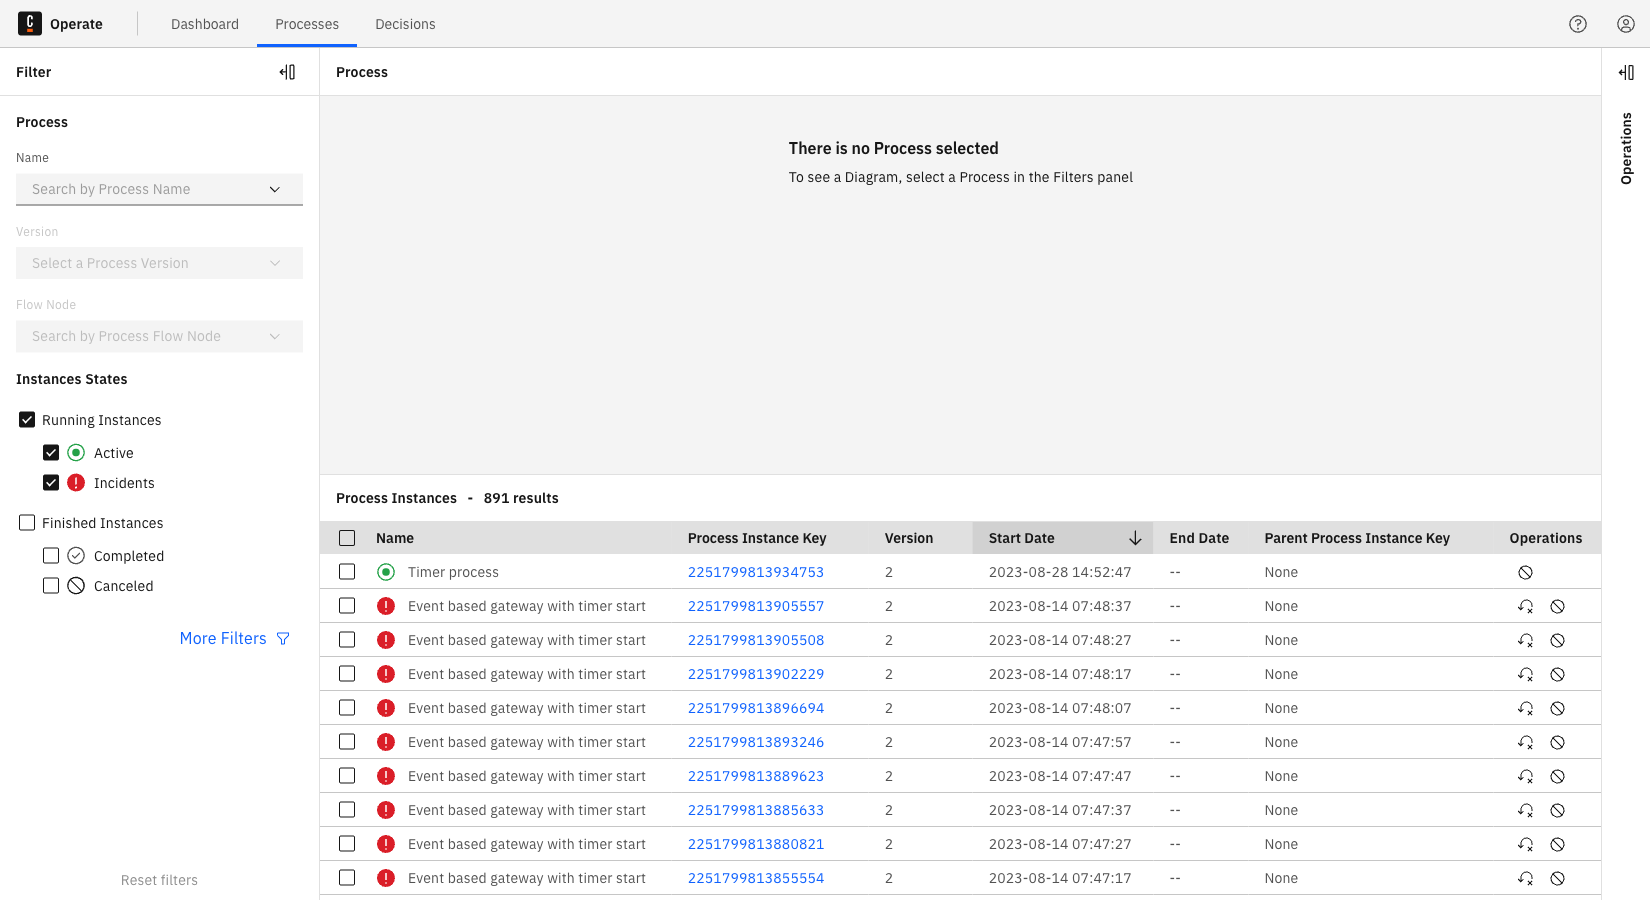 Operate Dashboard Processes Decisions
Filter
Process
Name
Search by Process Name
Version
Select a Process Version
Flow Node
Search by Process Flow Node
Instances States
Running Instances
Active
Incidents
Finished Instances
Completed
Canceled
More Filters
Reset filters
Process
There is no Process selected
To see a Diagram, select a Process in the Filters panel
Process Instances - 891 results
Name Process Instance Key Version Start Date End Date Parent Process Instance Key Operations
Timer process 2251799813934753 2 2023-08-28 14:52:47 -- None
Event based gateway with timer start 2251799813905557 2 2023-08-14 07:48:37 -- None
Event based gateway with timer start 2251799813905508 2 2023-08-14 07:48:27 -- None
Event based gateway with timer start 2251799813902229 2 2023-08-14 07:48:17 -- None
Event based gateway with timer start 2251799813896694 2 2023-08-14 07:48:07 -- None
Event based gateway with timer start 2251799813893246 2 2023-08-14 07:47:57 -- None
Event based gateway with timer start 2251799813889623 2 2023-08-14 07:47:47 -- None
Event based gateway with timer start 2251799813885633 2 2023-08-14 07:47:37 -- None
Event based gateway with timer start 2251799813880821 2 2023-08-14 07:47:27 -- None
Event based gateway with timer start 2251799813855554 2 2023-08-14 07:47:17 -- None
Operations